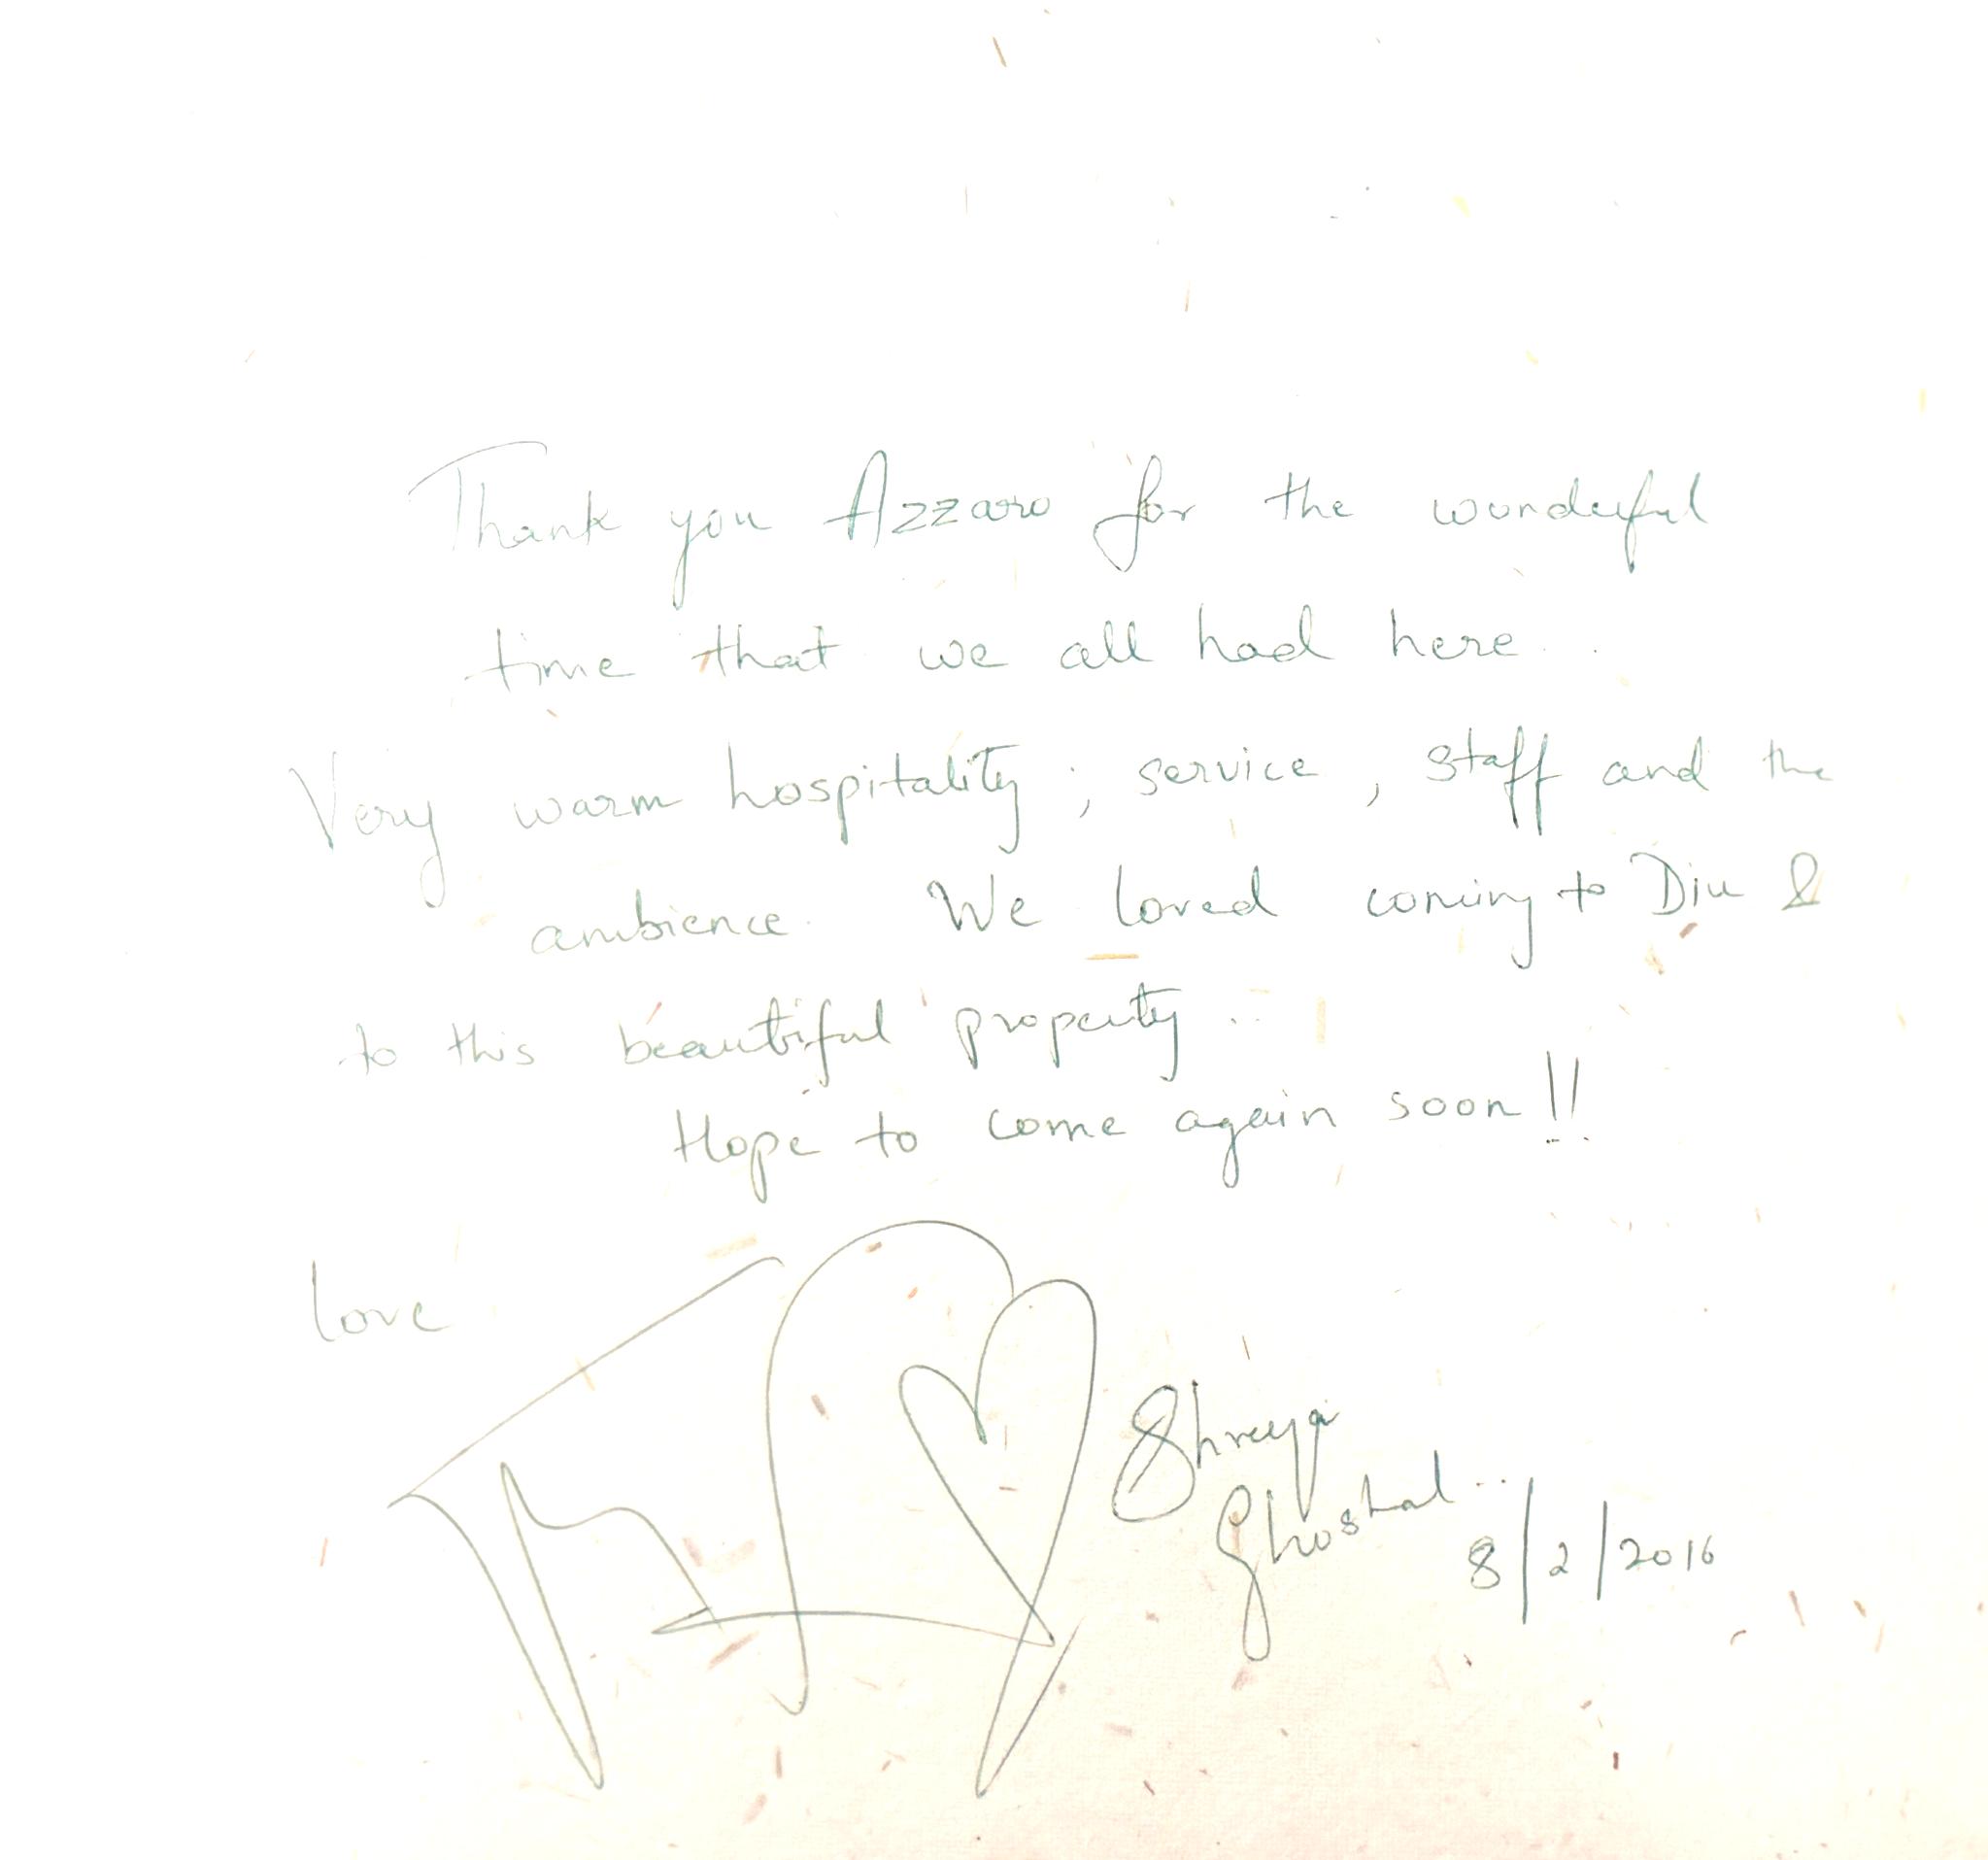 Thank you Azzaro for the wonderful
time that we all had here..
Very warm hospitality, service, staff and the
ambience. We loved coming to Diu &
to this beautiful property..
Hope to come again soon!!
Love
Shreya
Ghoshal..
8/2/2016